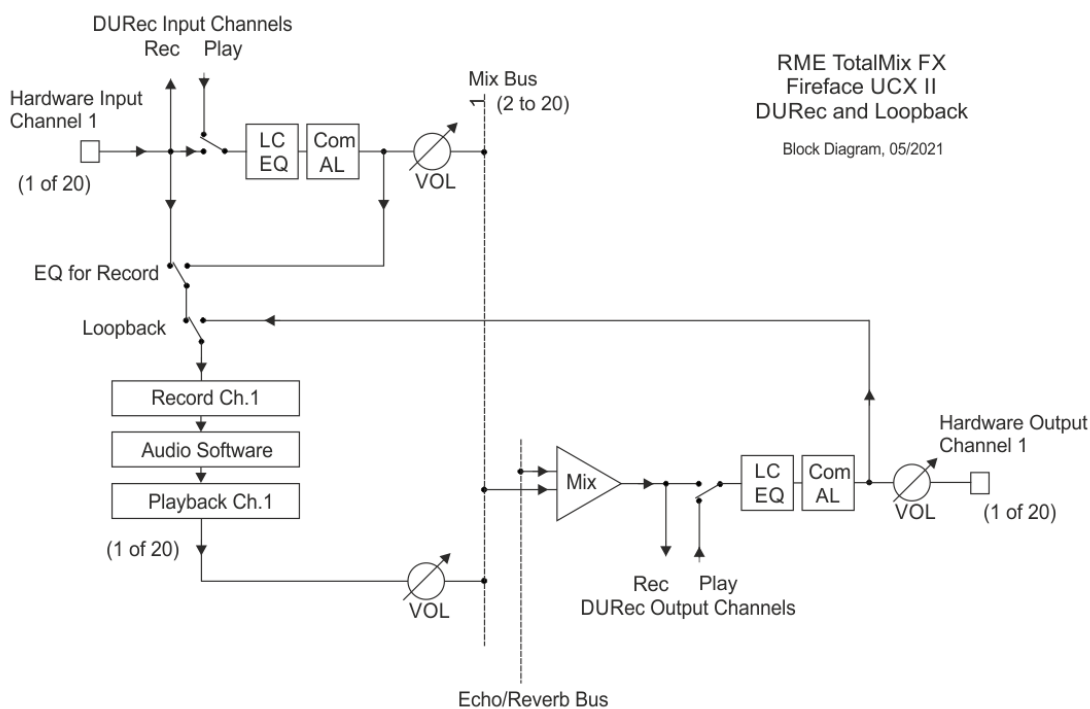 DURec Input Channels
Rec Play
RME TotalMix FX
Fireface UCX II
DURec and Loopback
Block Diagram, 05/2021
Mix Bus
1 (2 to 20)
Hardware Input
Channel 1
(1 of 20)
LC
EQ
Com
AL
VOL
EQ for Record
Loopback
Record Ch.1
Audio Software
Playback Ch.1
(1 of 20)
VOL
Mix
LC
EQ
Com
AL
Hardware Output
Channel 1
VOL
(1 of 20)
Rec Play
DURec Output Channels
Echo/Reverb Bus